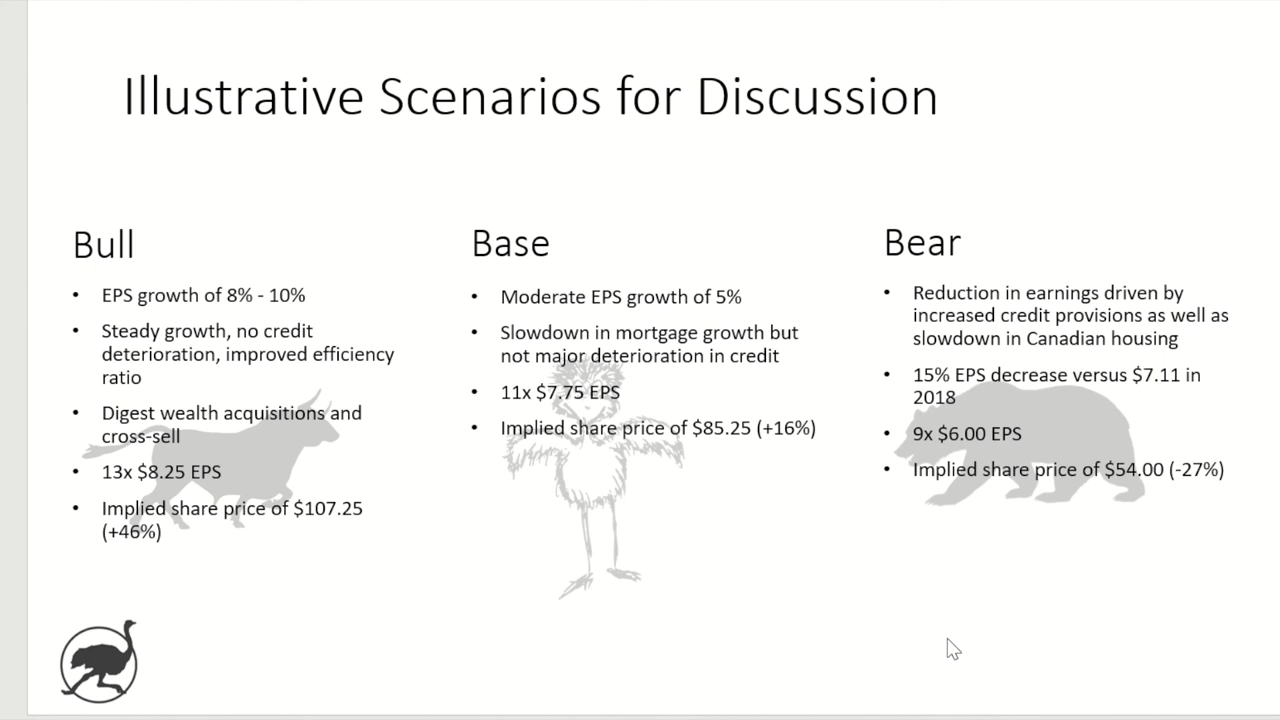 Illustrative Scenarios for Discussion
Bull
• EPS growth of 8% - 10%
• Steady growth, no credit
deterioration, improved efficiency
ratio
• Digest wealth acquisitions and
cross-sell
• 13x $8.25 EPS
• Implied share price of $107.25
(+46%)
Base
• Moderate EPS growth of 5%
• Slowdown in mortgage growth but
not major deterioration in credit
• 11x $7.75 EPS
• Implied share price of $85.25 (+16%)
Bear
• Reduction in earnings driven by
increased credit provisions as well as
slowdown in Canadian housing
• 15% EPS decrease versus $7.11 in
2018
• 9x $6.00 EPS
• Implied share price of $54.00 (-27%)